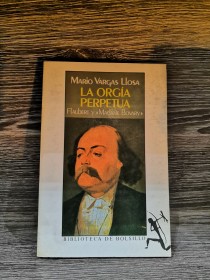 MARIO VARGAS LLOSA
LA ORGÍA
PERPETUA
Flaubert y «Madame Bovary»
BIBLIOTECA DE BOLSILLO